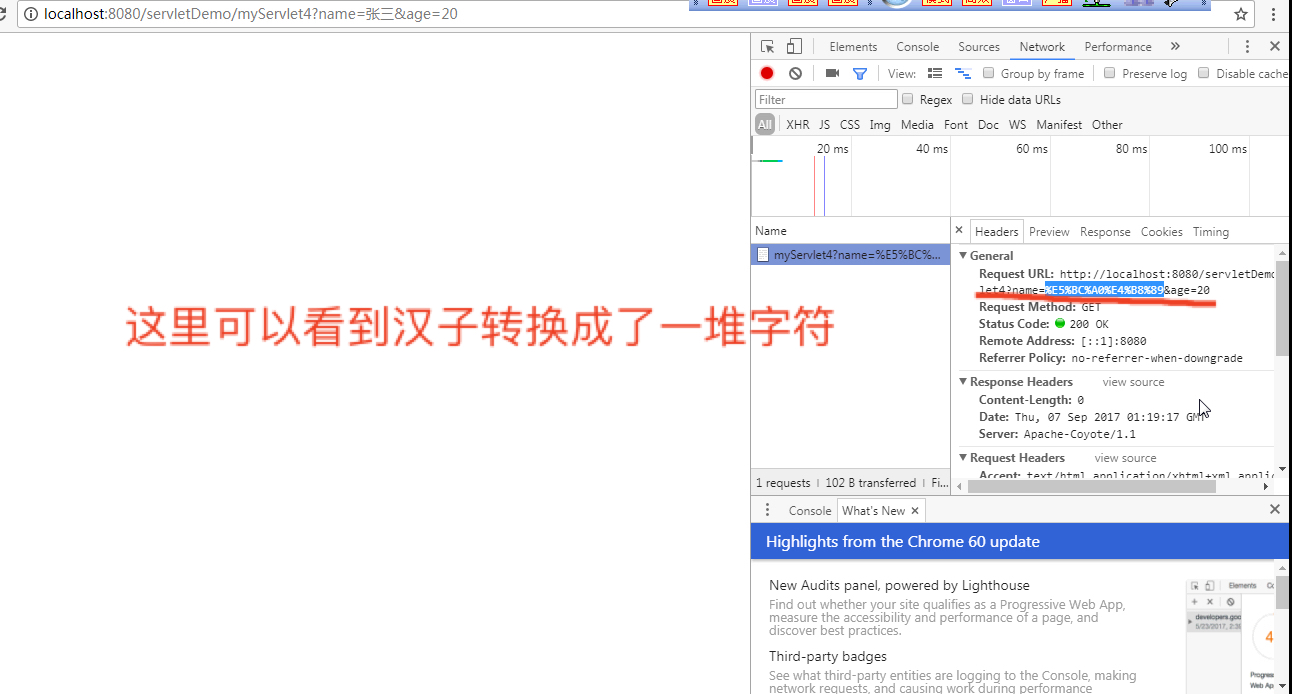 localhost:8080/servletDemo/myServlet4?name=张三&age=20
Elements Console Sources Network Performance
View: Group by frame Preserve log Disable cache
Filter Regex Hide data URLs
All XHR JS CSS Img Media Font Doc WS Manifest Other
20 ms 40 ms 60 ms 80 ms 100 ms
Name
myServlet4?name=%E5%BC%...
1 requests 102 B transferred Fi...
Headers Preview Response Cookies Timing
General
Request URL: http://localhost:8080/servletDemo
let4?name=%E5%BC%A0%E4%B8%89&age=20
Request Method: GET
Status Code: 200 OK
Remote Address: [::1]:8080
Referrer Policy: no-referrer-when-downgrade
Response Headers view source
Content-Length: 0
Date: Thu, 07 Sep 2017 01:19:17 GMT
Server: Apache-Coyote/1.1
Request Headers view source
Accept: text/html,application/xhtml+xml,applic
这里可以看到汉子转换成了一堆字符
Console What's New
Highlights from the Chrome 60 update
New Audits panel, powered by Lighthouse
Find out whether your site qualifies as a Progressive Web App,
measure the accessibility and performance of a page, and
discover best practices.
Third-party badges
See what third-party entities are logging to the Console, making
network requests, and causing work during performance
Elements
developers.goo
5/23/2017, 2:3
4
Progres
Web Ap